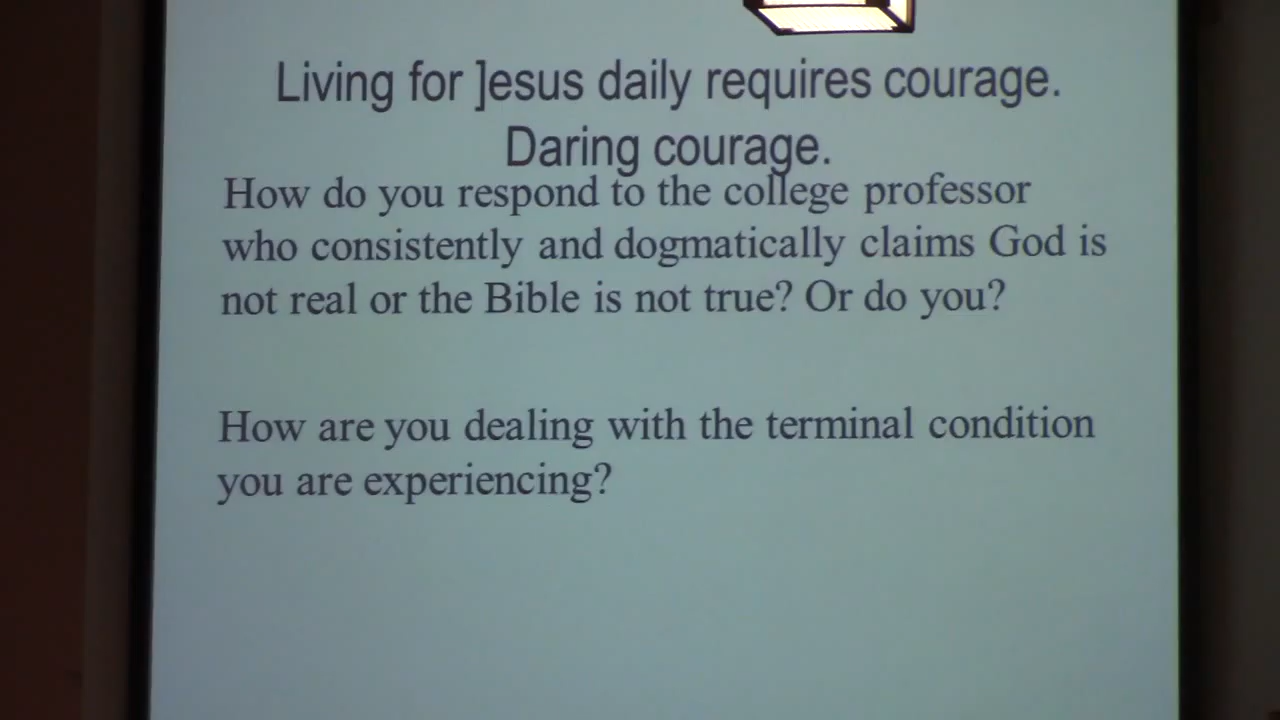 Living for ]esus daily requires courage.
Daring courage.
How do you respond to the college professor
who consistently and dogmatically claims God is
not real or the Bible is not true? Or do you?
How are you dealing with the terminal condition
you are experiencing?